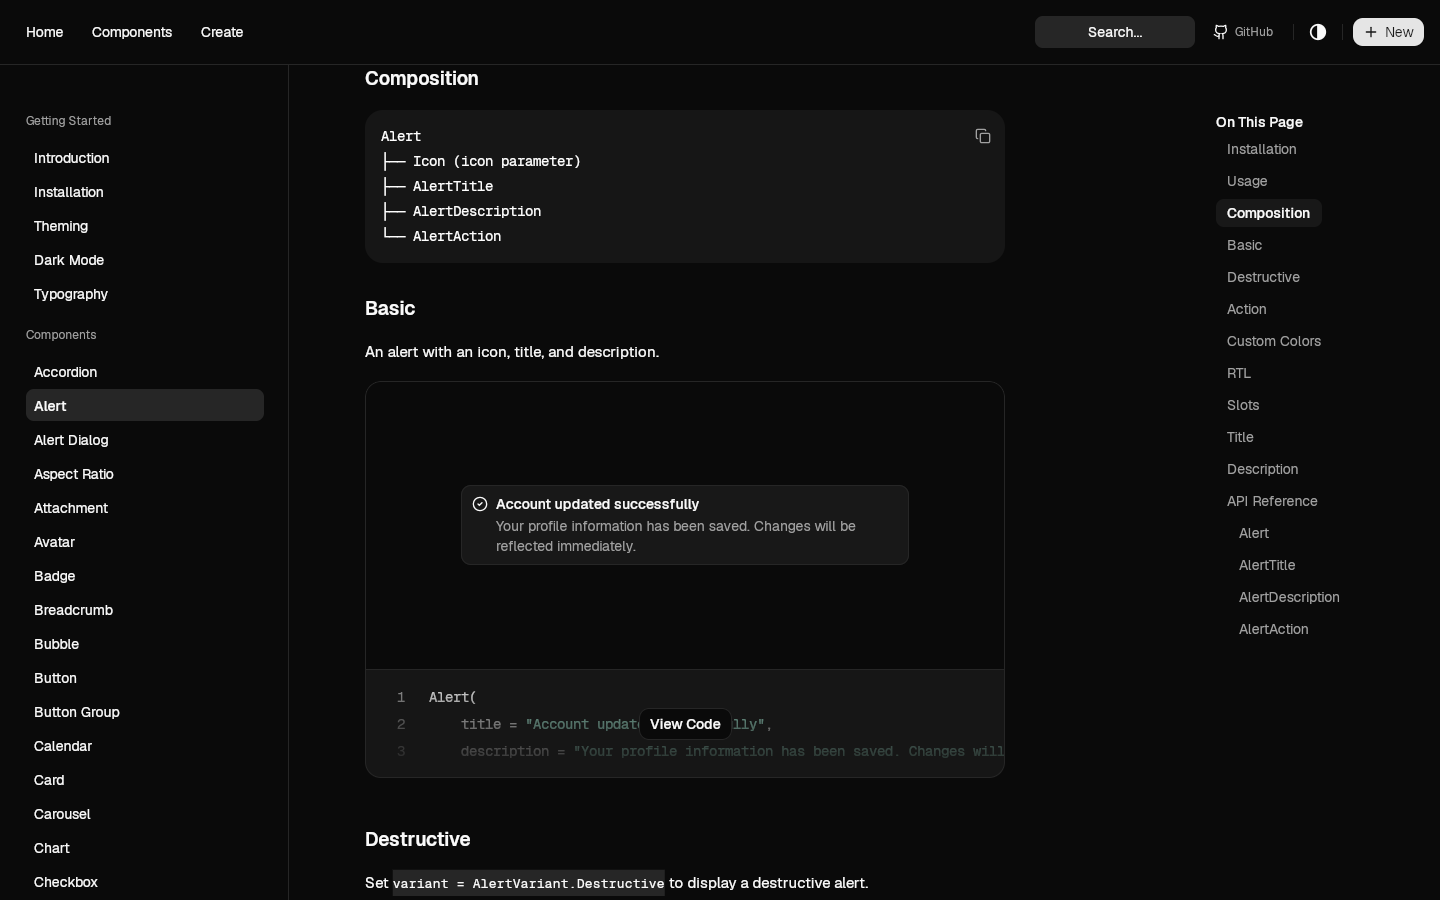 Home
Components
Create
Search...
GitHub
New
Getting Started
Introduction
Installation
Theming
Dark Mode
Typography
Components
Accordion
Alert
Alert Dialog
Aspect Ratio
Attachment
Avatar
Badge
Breadcrumb
Bubble
Button
Button Group
Calendar
Card
Carousel
Chart
Checkbox
Composition
Alert
├── Icon (icon parameter)
├── AlertTitle
├── AlertDescription
└── AlertAction
Basic
An alert with an icon, title, and description.
Account updated successfully
Your profile information has been saved. Changes will be
reflected immediately.
1 Alert(
2 title = "Account updat lly",
View Code
3 description = "Your profile information has been saved. Changes will
Destructive
Set variant = AlertVariant.Destructive to display a destructive alert.
On This Page
Installation
Usage
Composition
Basic
Destructive
Action
Custom Colors
RTL
Slots
Title
Description
API Reference
Alert
AlertTitle
AlertDescription
AlertAction